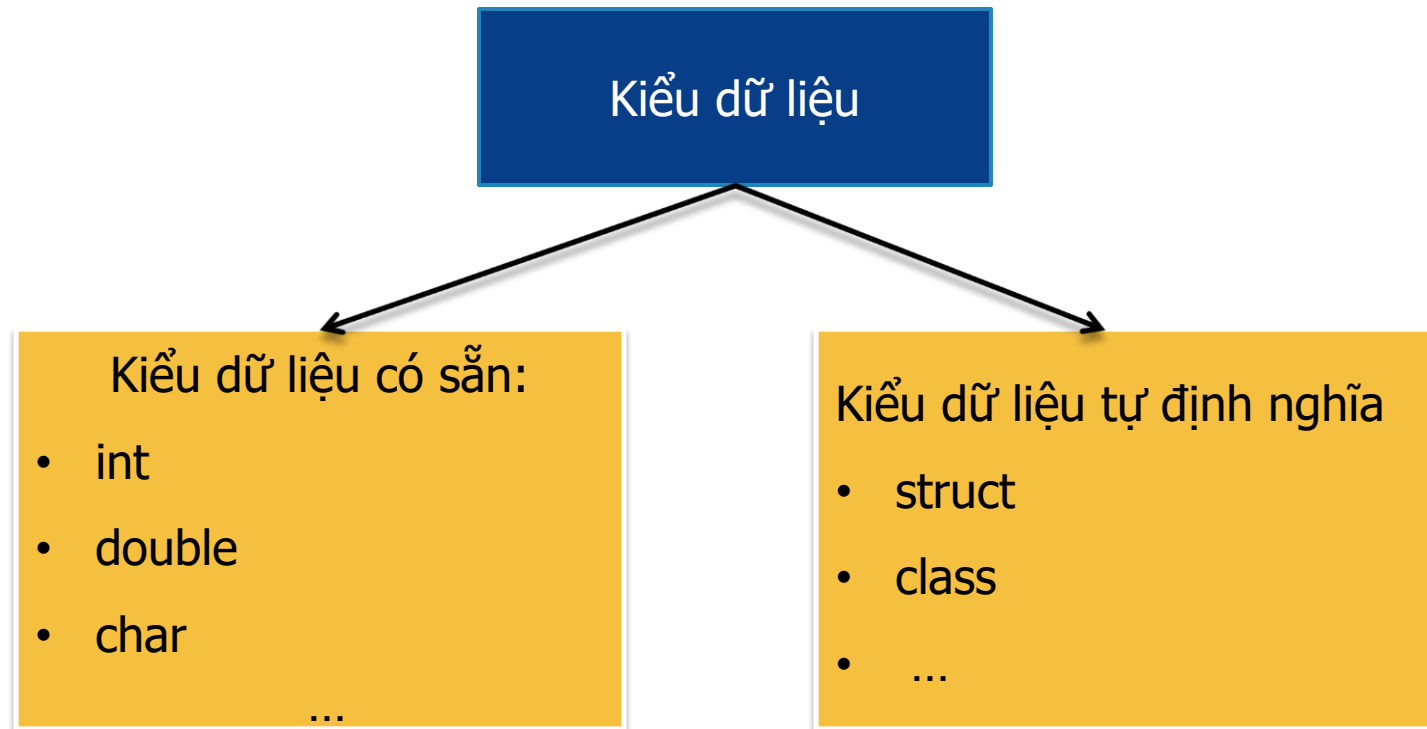 Kiểu dữ liệu
Kiểu dữ liệu có sẵn:
• int
• double
• char
...
Kiểu dữ liệu tự định nghĩa
• struct
• class
• ...